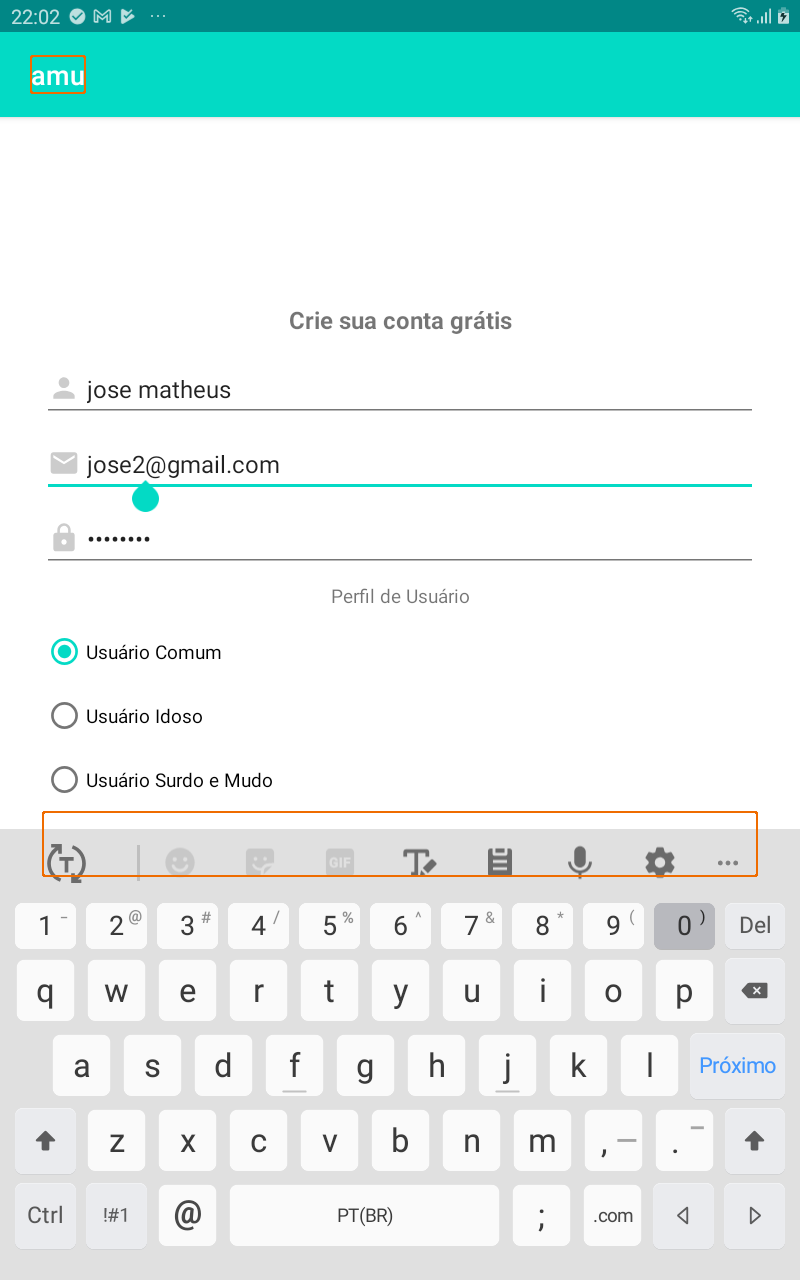 22:02
amu
Crie sua conta grátis
jose matheus
jose2@gmail.com
••••••••
Perfil de Usuário
Usuário Comum
Usuário Idoso
Usuário Surdo e Mudo
T GIF T ...
1 _ 2 @ 3 # 4 / 5 % 6 ^ 7 & 8 * 9 ( 0 ) Del
q w e r t y u i o p
a s d f g h j k l Próximo
z x c v b n m , — . –
Ctrl !#1 @ PT(BR) ; .com